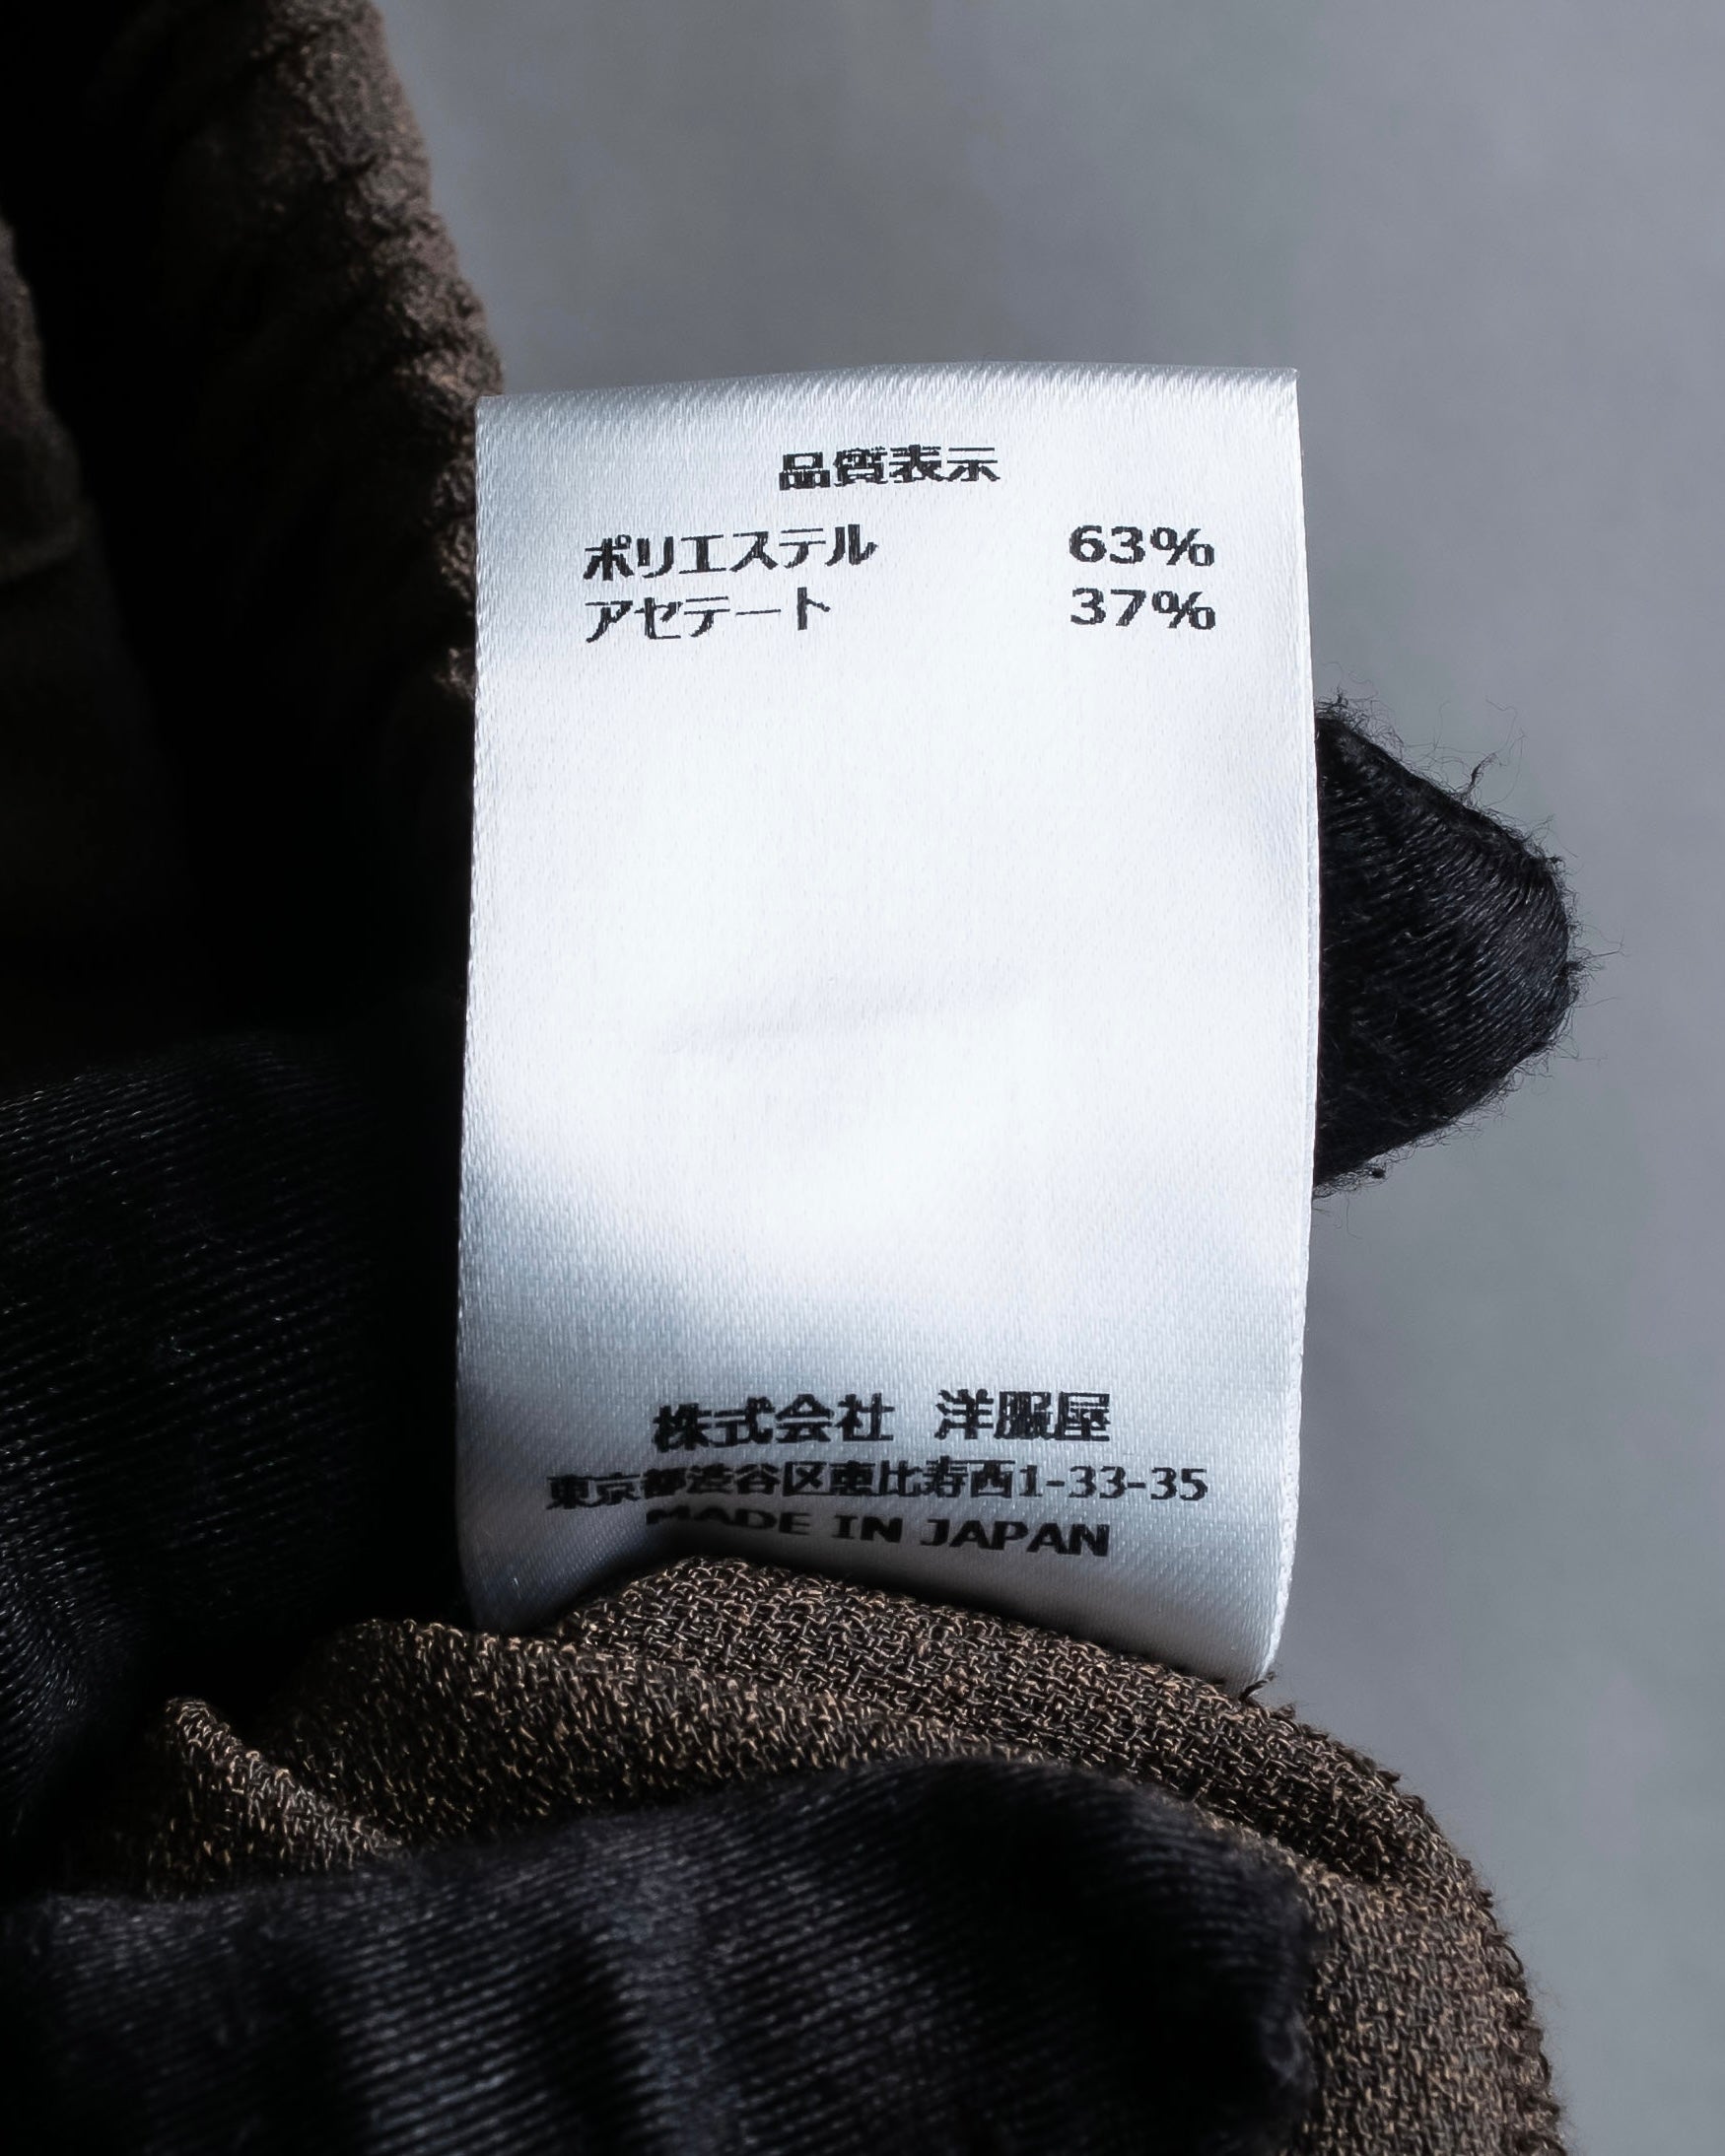 品質表示
ポリエステル 63%
アセテート 37%
株式会社 洋服屋
東京都渋谷区恵比寿西1-33-35
MADE IN JAPAN